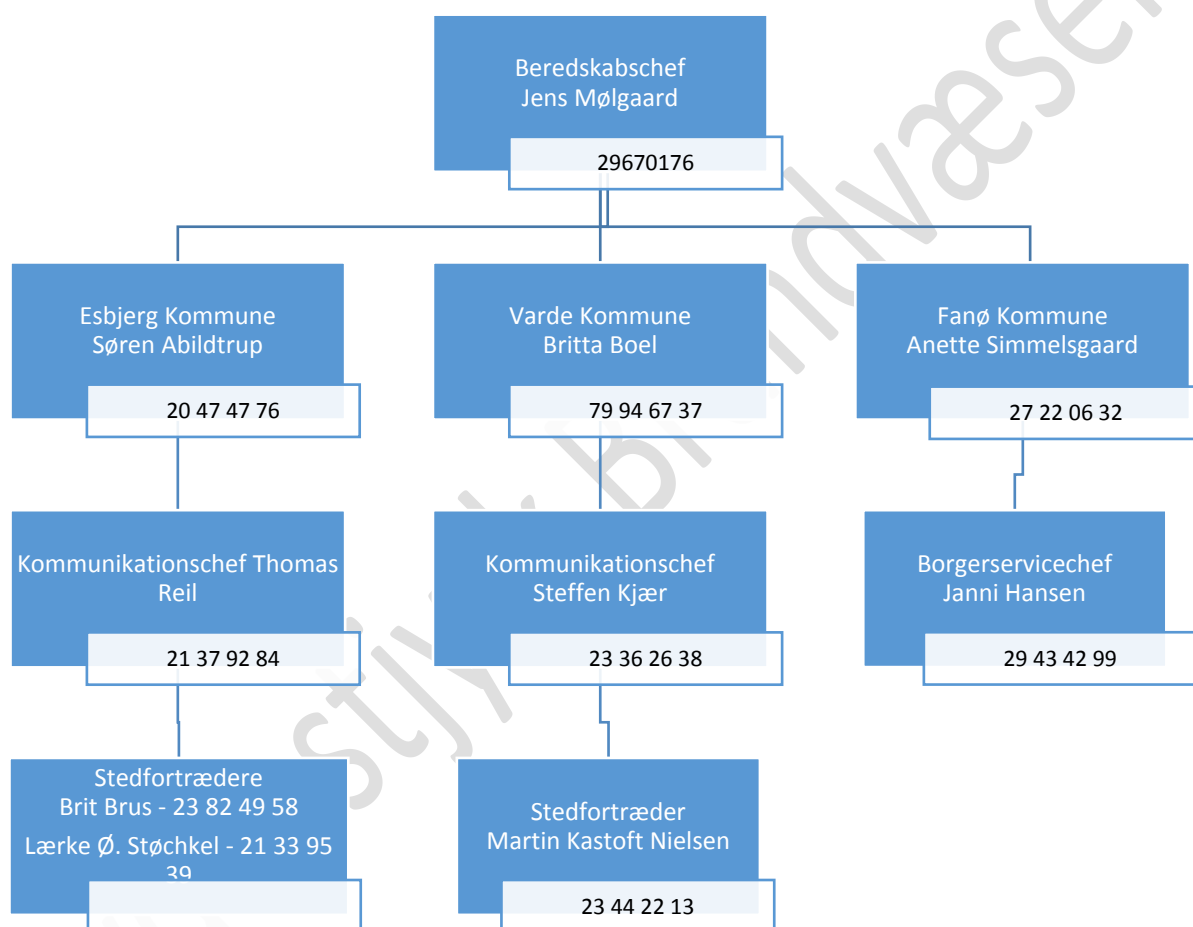 Beredskabschef
Jens Mølgaard
29670176
Esbjerg Kommune
Søren Abildtrup
20 47 47 76
Varde Kommune
Britta Boel
79 94 67 37
Fanø Kommune
Anette Simmelsgaard
27 22 06 32
Kommunikationschef Thomas
Reil
21 37 92 84
Kommunikationschef
Steffen Kjær
23 36 26 38
Borgerservicechef
Janni Hansen
29 43 42 99
Stedfortrædere
Brit Brus - 23 82 49 58
Lærke Ø. Støchkel - 21 33 95
39
Stedfortræder
Martin Kastoft Nielsen
23 44 22 13